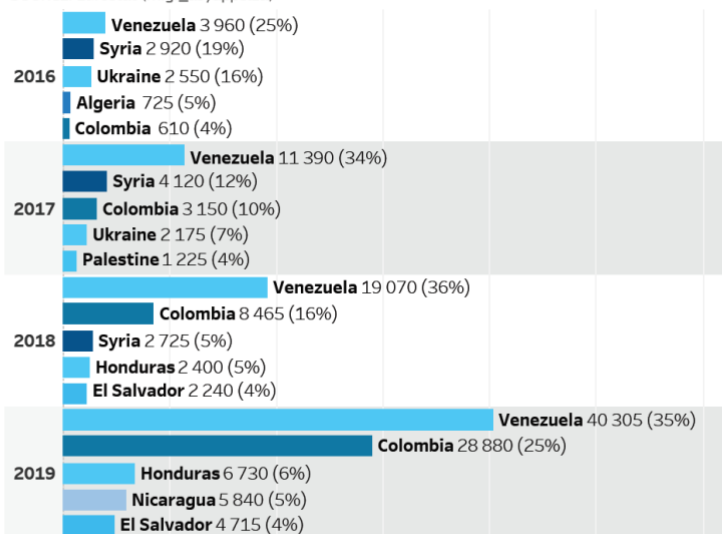 Venezuela 3 960 (25%)
Syria 2 920 (19%)
2016 Ukraine 2 550 (16%)
Algeria 725 (5%)
Colombia 610 (4%)
Venezuela 11 390 (34%)
Syria 4 120 (12%)
2017 Colombia 3 150 (10%)
Ukraine 2 175 (7%)
Palestine 1 225 (4%)
Venezuela 19 070 (36%)
Colombia 8 465 (16%)
2018 Syria 2 725 (5%)
Honduras 2 400 (5%)
El Salvador 2 240 (4%)
Venezuela 40 305 (35%)
Colombia 28 880 (25%)
2019 Honduras 6 730 (6%)
Nicaragua 5 840 (5%)
El Salvador 4 715 (4%)